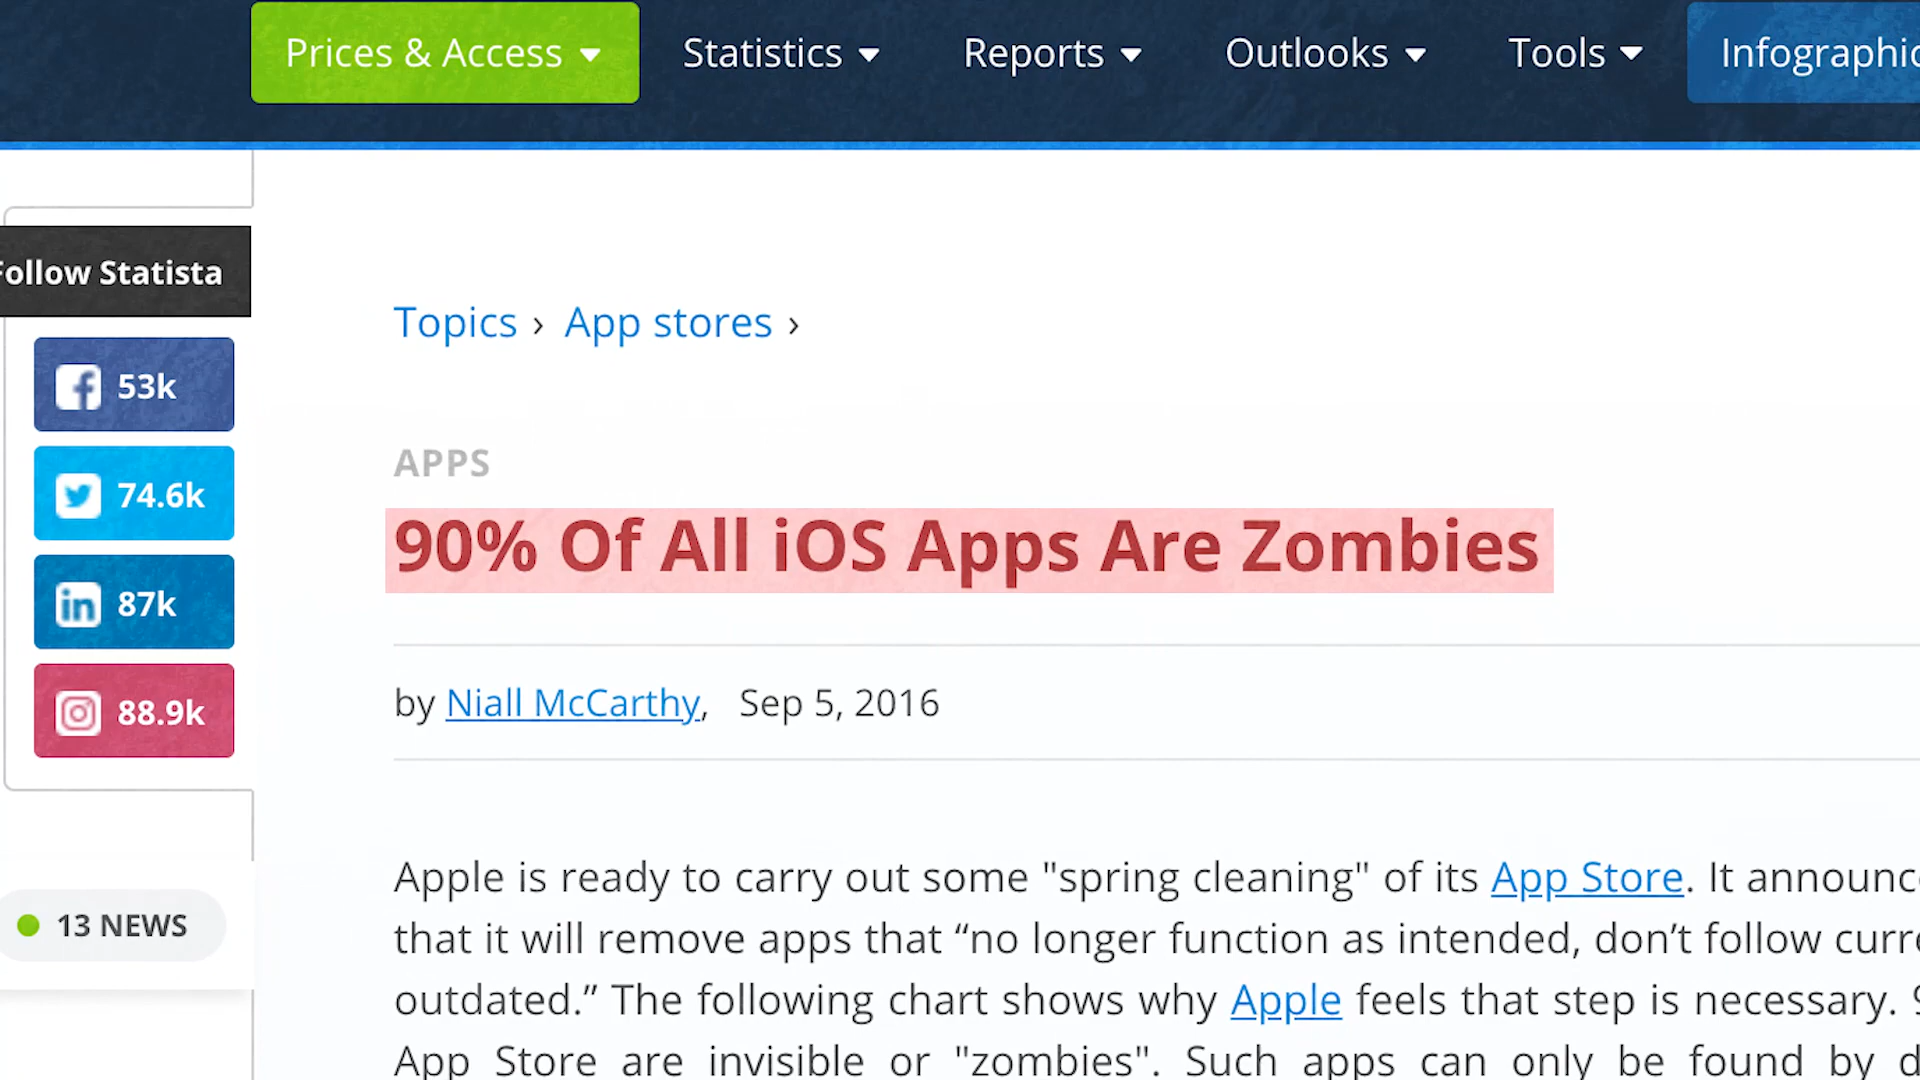 Prices & Access Statistics Reports Outlooks Tools
Follow Statista
53k
74.6k
87k
88.9k
13 NEWS
Topics › App stores ›
APPS
90% Of All iOS Apps Are Zombies
by Niall McCarthy, Sep 5, 2016
Apple is ready to carry out some "spring cleaning" of its App Store. It
that it will remove apps that “no longer function as intended, don’t follow
outdated.” The following chart shows why Apple feels that step is necessary.
App Store are invisible or "zombies". Such apps can only be found by